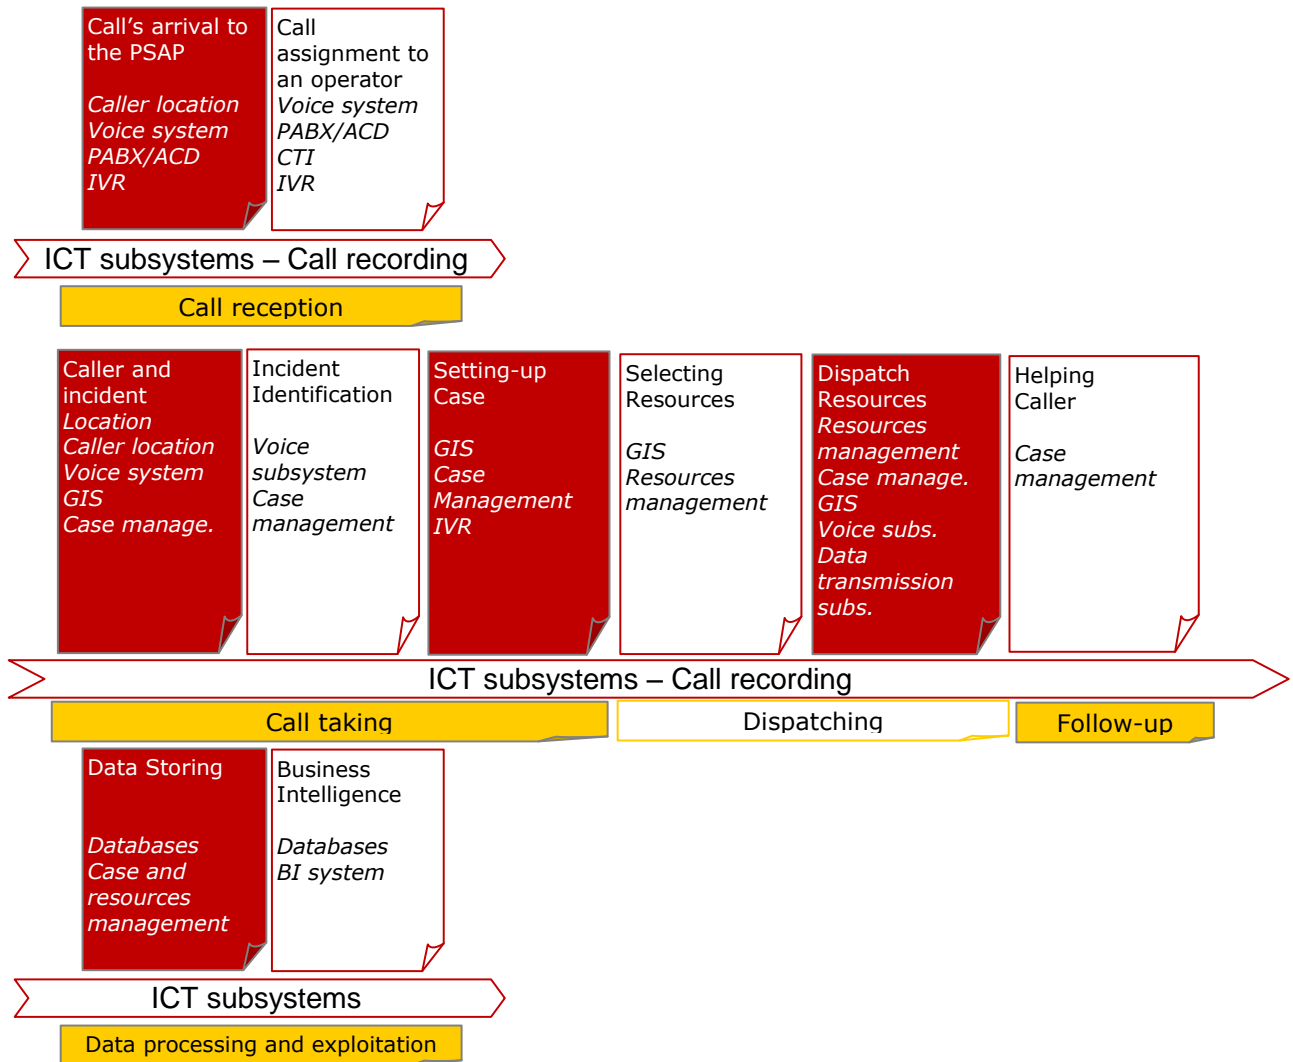 Call's arrival to
the PSAP
Caller location
Voice system
PABX/ACD
IVR
Call
assignment to
an operator
Voice system
PABX/ACD
CTI
IVR
ICT subsystems – Call recording
Call reception
Caller and
incident
Location
Caller location
Voice system
GIS
Case manage.
Incident
Identification
Voice
subsystem
Case
management
Setting-up
Case
GIS
Case
Management
IVR
Selecting
Resources
GIS
Resources
management
Dispatch
Resources
Resources
management
Case manage.
GIS
Voice subs.
Data
transmission
subs.
Helping
Caller
Case
management
ICT subsystems – Call recording
Call taking
Dispatching
Follow-up
Data Storing
Databases
Case and
resources
management
Business
Intelligence
Databases
BI system
ICT subsystems
Data processing and exploitation